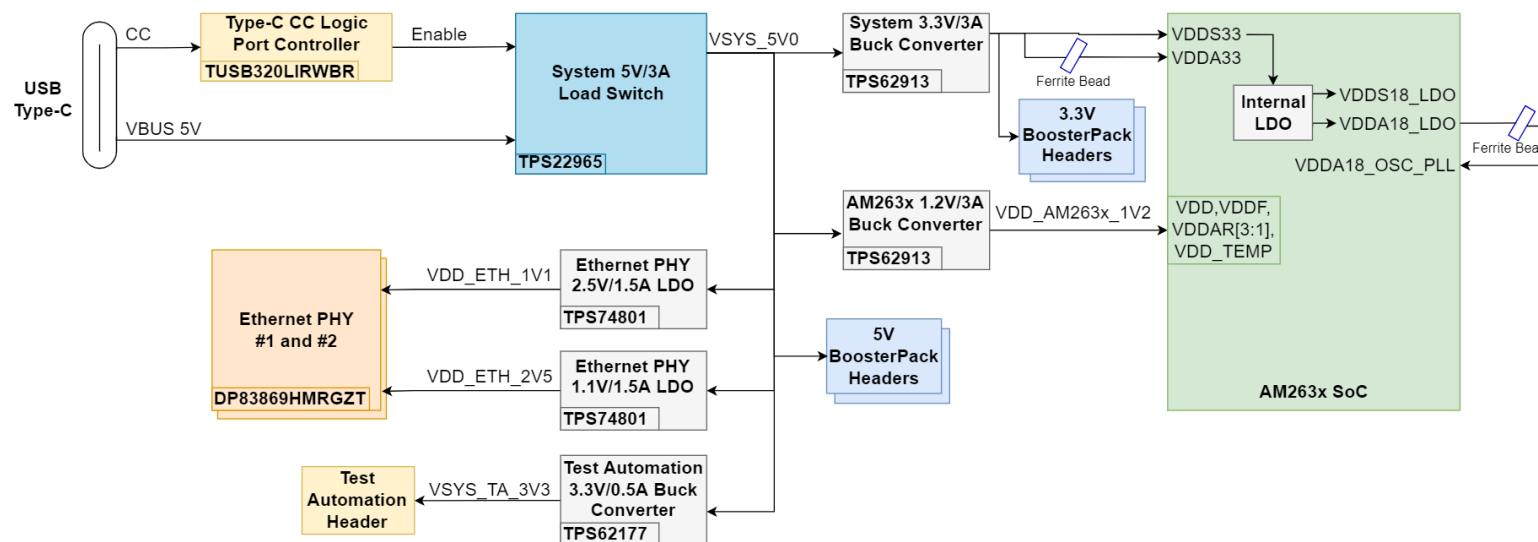 USB
Type-C
CC
VBUS 5V
Type-C CC Logic
Port Controller
TUSB320LIRWBR
Enable
System 5V/3A
Load Switch
TPS22965
VSYS_5V0
System 3.3V/3A
Buck Converter
TPS62913
Ferrite Bead
3.3V
BoosterPack
Headers
AM263x 1.2V/3A
Buck Converter
TPS62913
VDD_AM263x_1V2
VDDS33
VDDA33
Internal
LDO
VDDS18_LDO
VDDA18_LDO
VDDA18_OSC_PLL
VDD,VDDF,
VDDAR[3:1],
VDD_TEMP
AM263x SoC
Ferrite Bead
Ethernet PHY
#1 and #2
DP83869HMRGZT
VDD_ETH_1V1
Ethernet PHY
2.5V/1.5A LDO
TPS74801
VDD_ETH_2V5
Ethernet PHY
1.1V/1.5A LDO
TPS74801
5V
BoosterPack
Headers
Test
Automation
Header
VSYS_TA_3V3
Test Automation
3.3V/0.5A Buck
Converter
TPS62177